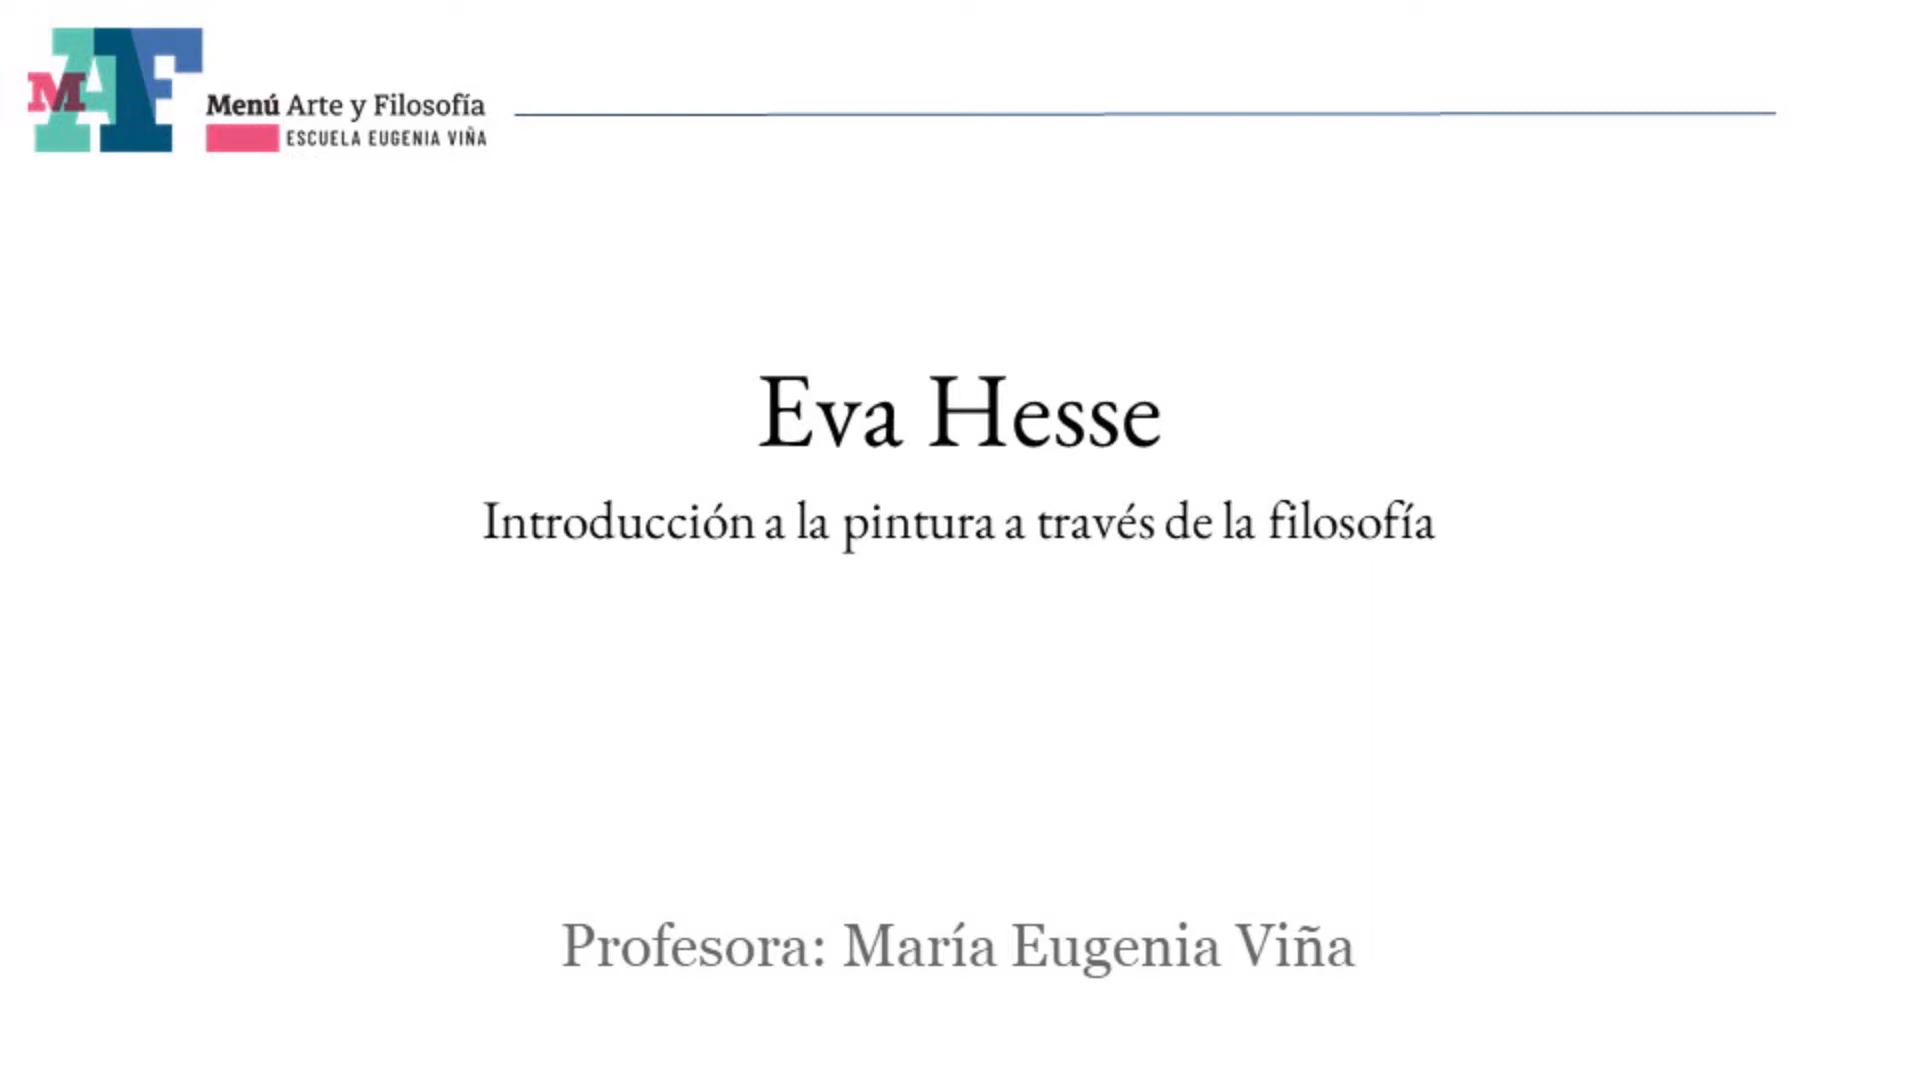 MAF
Menú Arte y Filosofía
ESCUELA EUGENIA VIÑA
Eva Hesse
Introducción a la pintura a través de la filosofía
Profesora: María Eugenia Viña